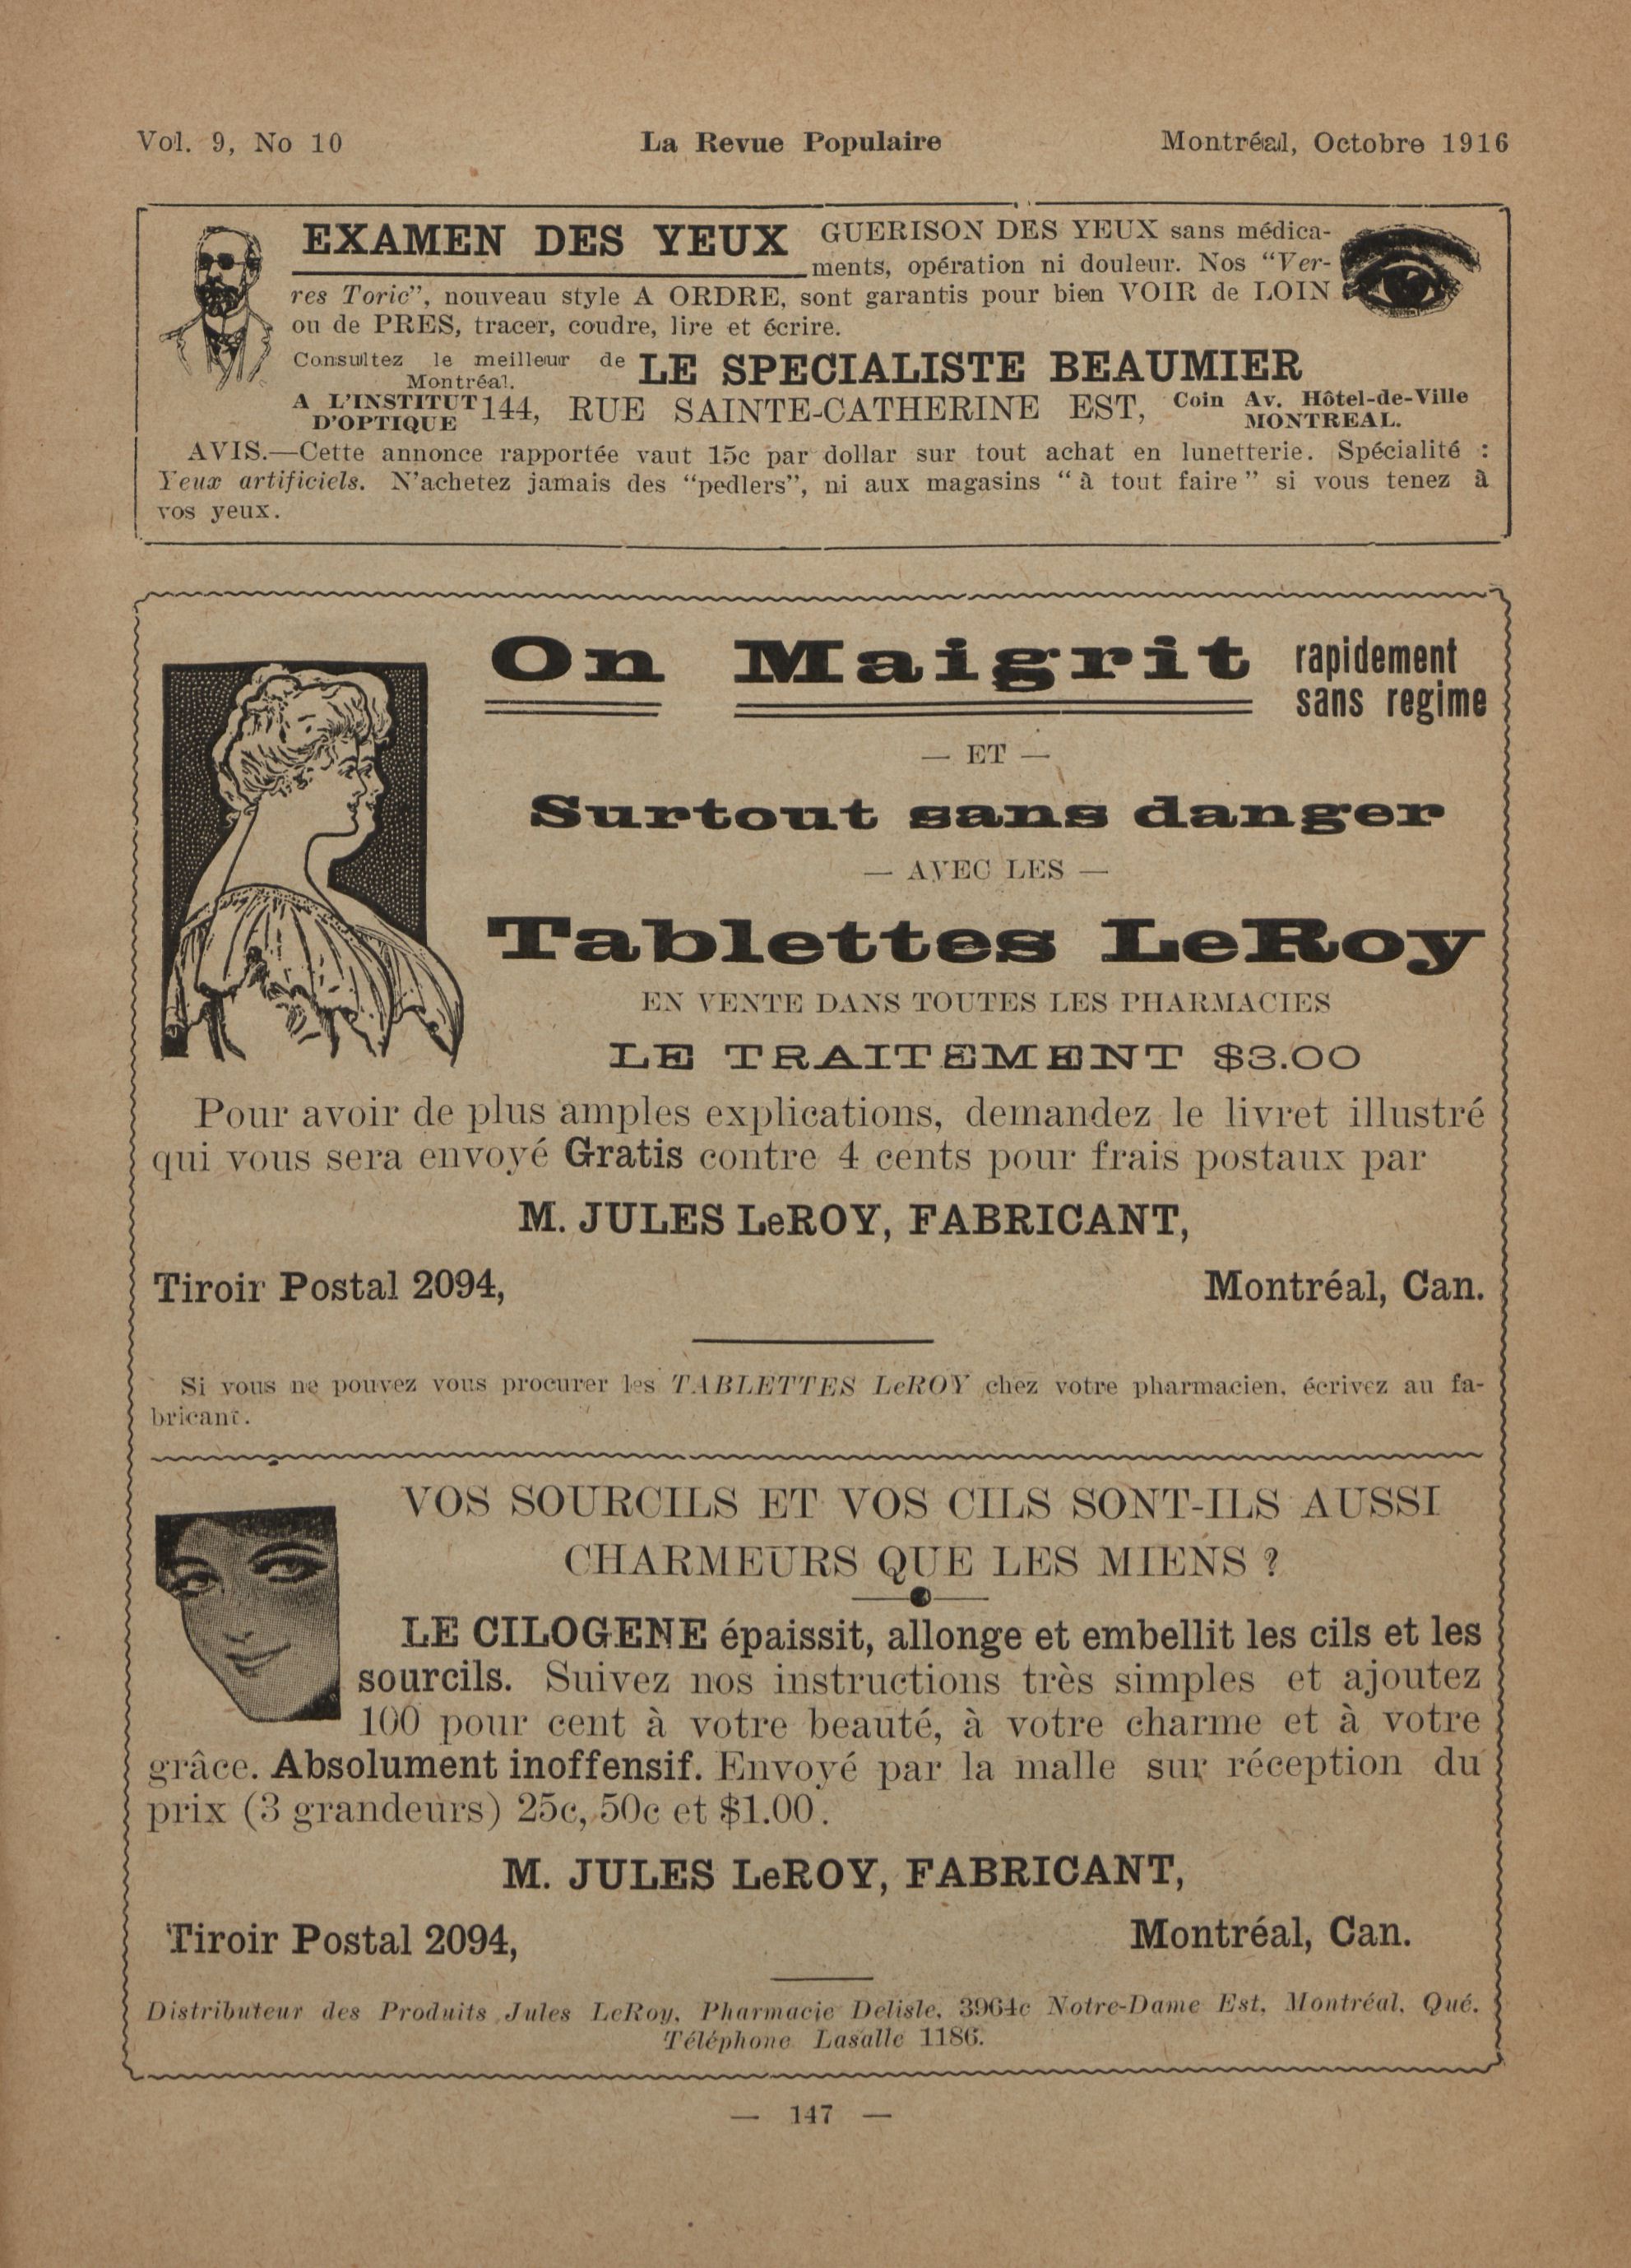 Vol. 9, No 10 La Revue Populaire Montréal, Octobre 1916
EXAMEN DES YEUX GUERISON DES YEUX sans médica-
ments, opération ni douleur. Nos "Ver-
res Toric", nouveau style A ORDRE, sont garantis pour bien VOIR de LOIN
ou de PRES, tracer, coudre, lire et écrire.
Consultez le meilleur de
Montréal.
LE SPECIALISTE BEAUMIER
A L'INSTITUT
D'OPTIQUE
144, RUE SAINTE-CATHERINE EST,
Coin Av. Hôtel-de-Ville
MONTREAL.
AVIS.—Cette annonce rapportée vaut 15c par dollar sur tout achat en lunetterie. Spécialité :
Yeux artificiels. N'achetez jamais des "pedlers", ni aux magasins "à tout faire" si vous tenez à
vos yeux.
On Maigrit
rapidement
sans regime
— ET —
Surtout sans danger
— AVEC LES —
Tablettes LeRoy
EN VENTE DANS TOUTES LES PHARMACIES
LE TRAITEMENT $3.00
Pour avoir de plus amples explications, demandez le livret illustré
qui vous sera envoyé Gratis contre 4 cents pour frais postaux par
M. JULES LeROY, FABRICANT,
Tiroir Postal 2094, Montréal, Can.
Si vous ne pouvez vous procurer les TABLETTES LeROY chez votre pharmacien, écrivez au fa-
bricant.
VOS SOURCILS ET VOS CILS SONT-ILS AUSSI
CHARMEURS QUE LES MIENS ?
LE CILOGENE épaissit, allonge et embellit les cils et les
sourcils. Suivez nos instructions très simples et ajoutez
100 pour cent à votre beauté, à votre charme et à votre
grâce. Absolument inoffensif. Envoyé par la malle sur réception du
prix (3 grandeurs) 25c, 50c et $1.00.
M. JULES LeROY, FABRICANT,
Tiroir Postal 2094, Montréal, Can.
Distributeur des Produits Jules LeRoy, Pharmacie Delisle, 3964c Notre-Dame Est, Montréal, Qué.
Téléphone Lasalle 1186.
— 147 —